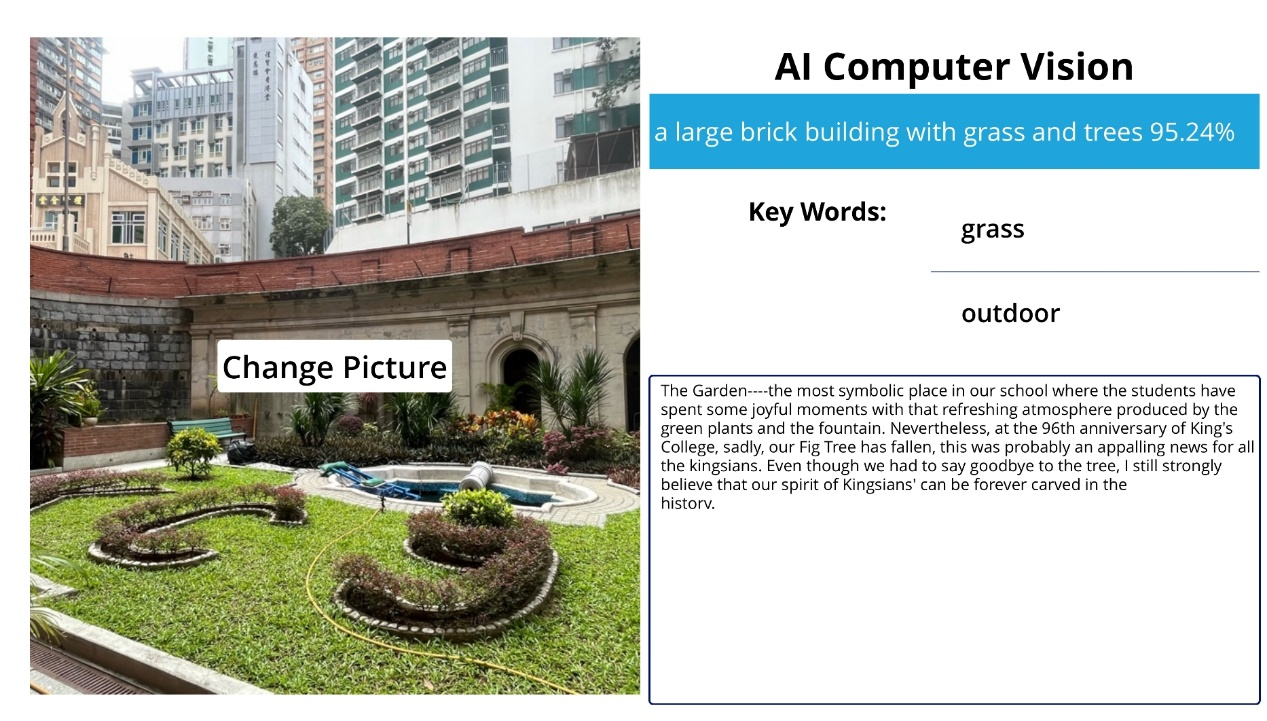 AI Computer Vision
a large brick building with grass and trees 95.24%
Key Words:
grass
outdoor
Change Picture
The Garden----the most symbolic place in our school where the students have
spent some joyful moments with that refreshing atmosphere produced by the
green plants and the fountain. Nevertheless, at the 96th anniversary of King's
College, sadly, our Fig Tree has fallen, this was probably an appalling news for all
the kingsians. Even though we had to say goodbye to the tree, I still strongly
believe that our spirit of Kingsians' can be forever carved in the
history.